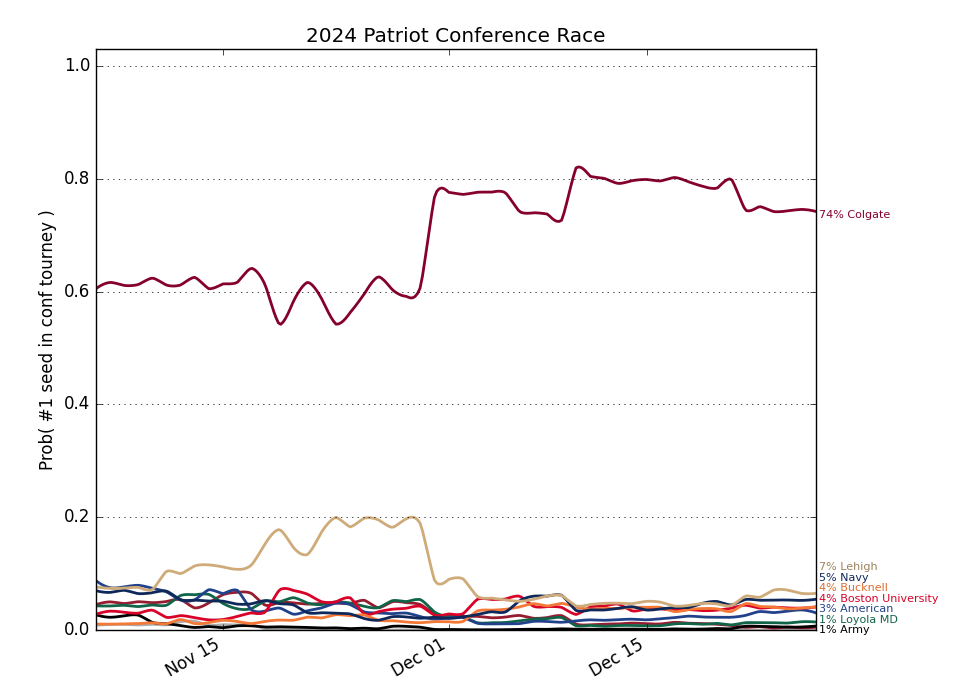 2024 Patriot Conference Race
Prob( #1 seed in conf tourney )
1.0
0.8
0.6
0.4
0.2
0.0
Nov 15
Dec 01
Dec 15
74% Colgate
7% Lehigh
5% Navy
4% Bucknell
4% Boston University
3% American
1% Loyola MD
1% Army